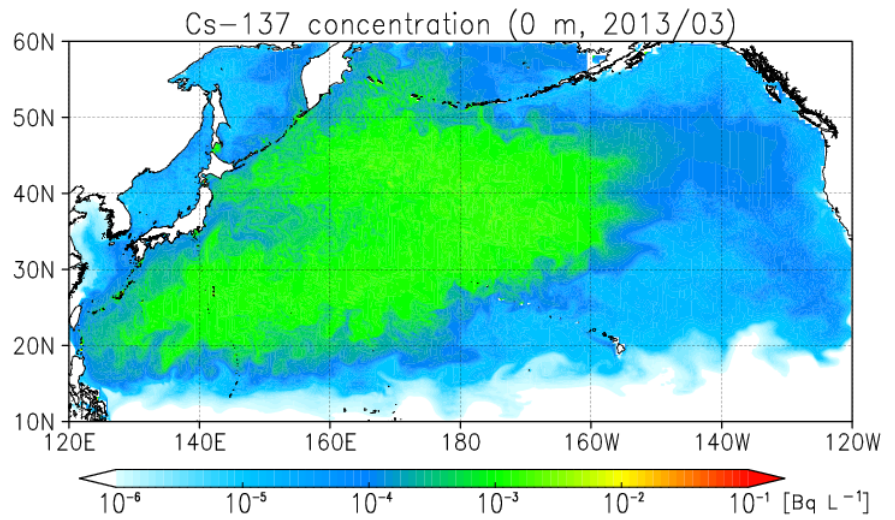 Cs-137 concentration (0 m, 2013/03)
60N
50N
40N
30N
20N
10N
120E 140E 160E 180 160W 140W 120W
10⁻⁶ 10⁻⁵ 10⁻⁴ 10⁻³ 10⁻² 10⁻¹ [Bq L⁻¹]